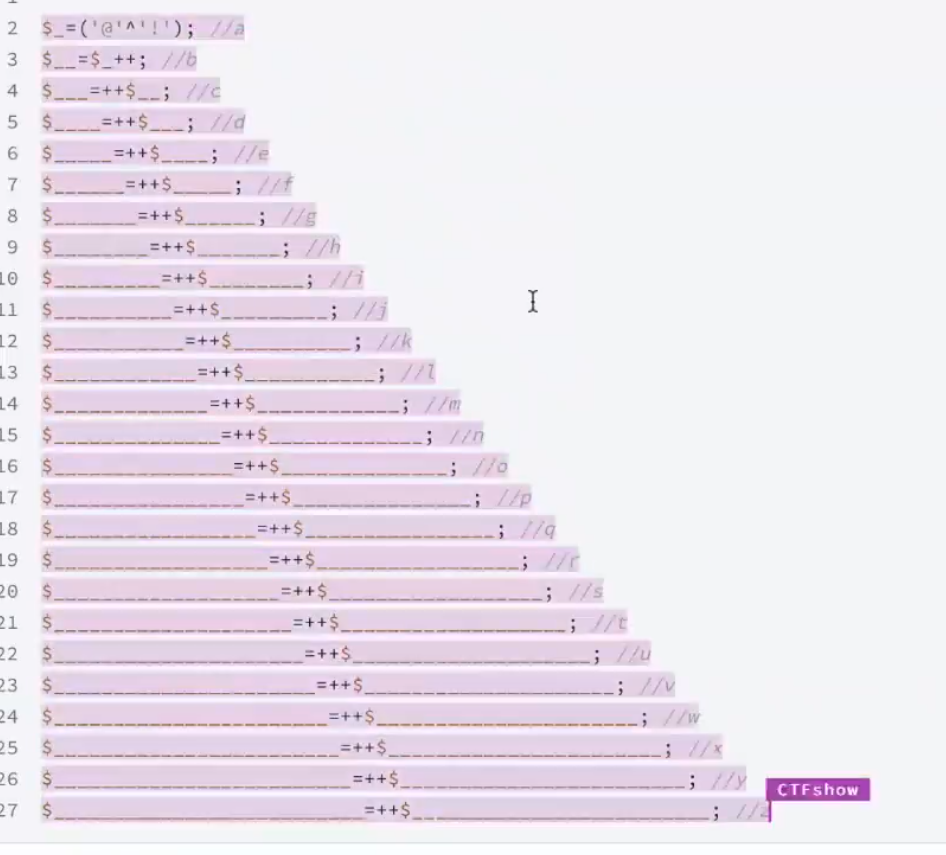 2 $_=('@'^'!'); //a
3 $__=$_++; //b
4 $___=++$__; //c
5 $____=++$___; //d
6 $_____=++$____; //e
7 $______=++$_____; //f
8 $_______=++$______; //g
9 $________=++$_______; //h
10 $_________=++$________; //i
11 $__________=++$_________; //j
12 $___________=++$__________; //k
13 $____________=++$___________; //l
14 $_____________=++$____________; //m
15 $______________=++$_____________; //n
16 $_______________=++$______________; //o
17 $________________=++$_______________; //p
18 $_________________=++$________________; //q
19 $__________________=++$_________________; //r
20 $___________________=++$__________________; //s
21 $____________________=++$___________________; //t
22 $_____________________=++$____________________; //u
23 $______________________=++$_____________________; //v
24 $_______________________=++$______________________; //w
25 $________________________=++$_______________________; //x
26 $_________________________=++$________________________; //y
CTFshow
27 $__________________________=++$_________________________; //z